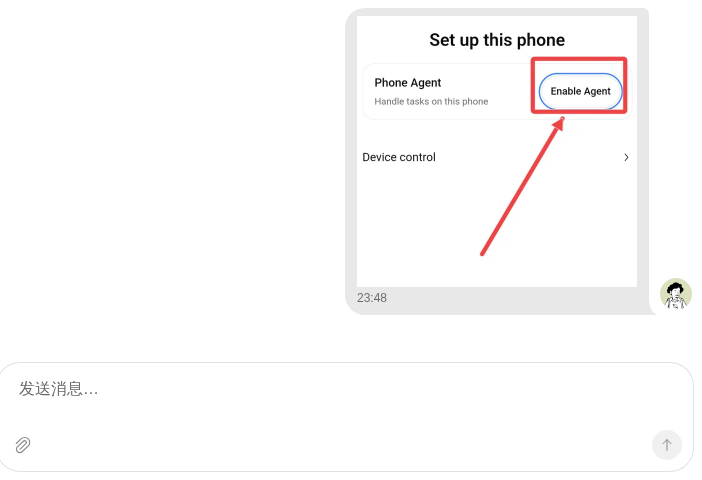 Set up this phone
Phone Agent
Enable Agent
Handle tasks on this phone
Device control
23:48
发送消息…